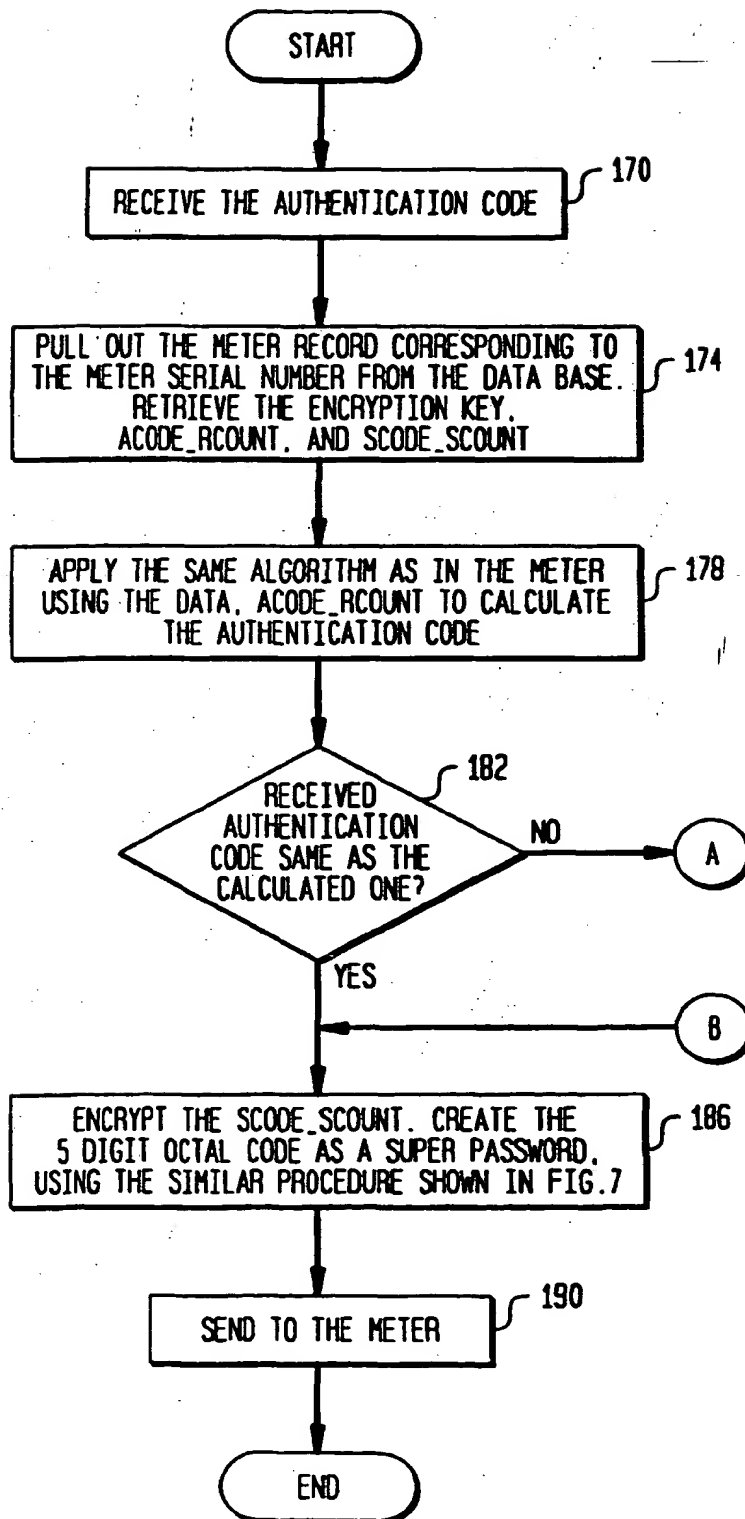 START
RECEIVE THE AUTHENTICATION CODE
170
PULL OUT THE METER RECORD CORRESPONDING TO
THE METER SERIAL NUMBER FROM THE DATA BASE.
RETRIEVE THE ENCRYPTION KEY,
ACODE_RCOUNT, AND SCODE_SCOUNT
174
APPLY THE SAME ALGORITHM AS IN THE METER
USING THE DATA, ACODE_RCOUNT TO CALCULATE
THE AUTHENTICATION CODE
178
RECEIVED
AUTHENTICATION
CODE SAME AS THE
CALCULATED ONE?
182
NO
A
YES
B
ENCRYPT THE SCODE_SCOUNT. CREATE THE
5 DIGIT OCTAL CODE AS A SUPER PASSWORD,
USING THE SIMILAR PROCEDURE SHOWN IN FIG.7
186
SEND TO THE METER
190
END